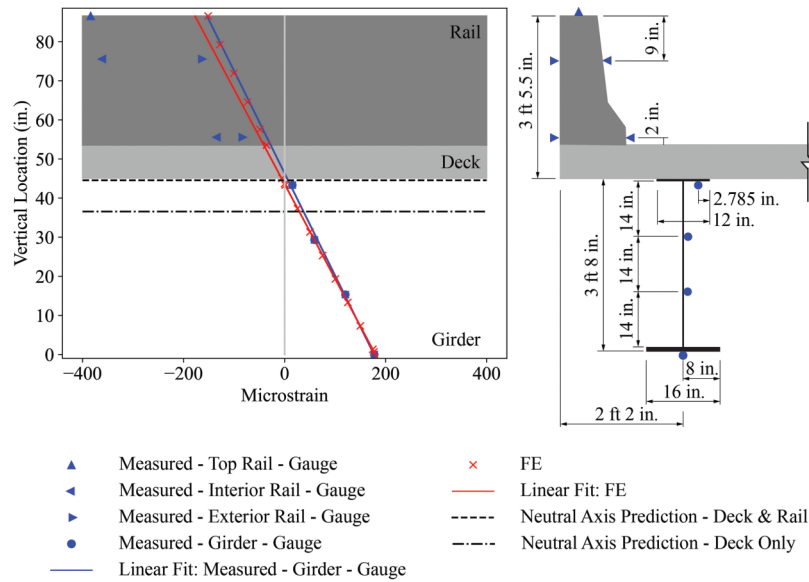 80
70
60
50
40
30
20
10
0
Vertical Location (in.)
Rail
Deck
Girder
−400
−200
0
200
400
Microstrain
3 ft 5.5 in.
9 in.
2 in.
3 ft 8 in.
14 in.
14 in.
14 in.
2.785 in.
12 in.
8 in.
16 in.
2 ft 2 in.
Measured - Top Rail - Gauge
Measured - Interior Rail - Gauge
Measured - Exterior Rail - Gauge
Measured - Girder - Gauge
Linear Fit: Measured - Girder - Gauge
FE
Linear Fit: FE
Neutral Axis Prediction - Deck & Rail
Neutral Axis Prediction - Deck Only